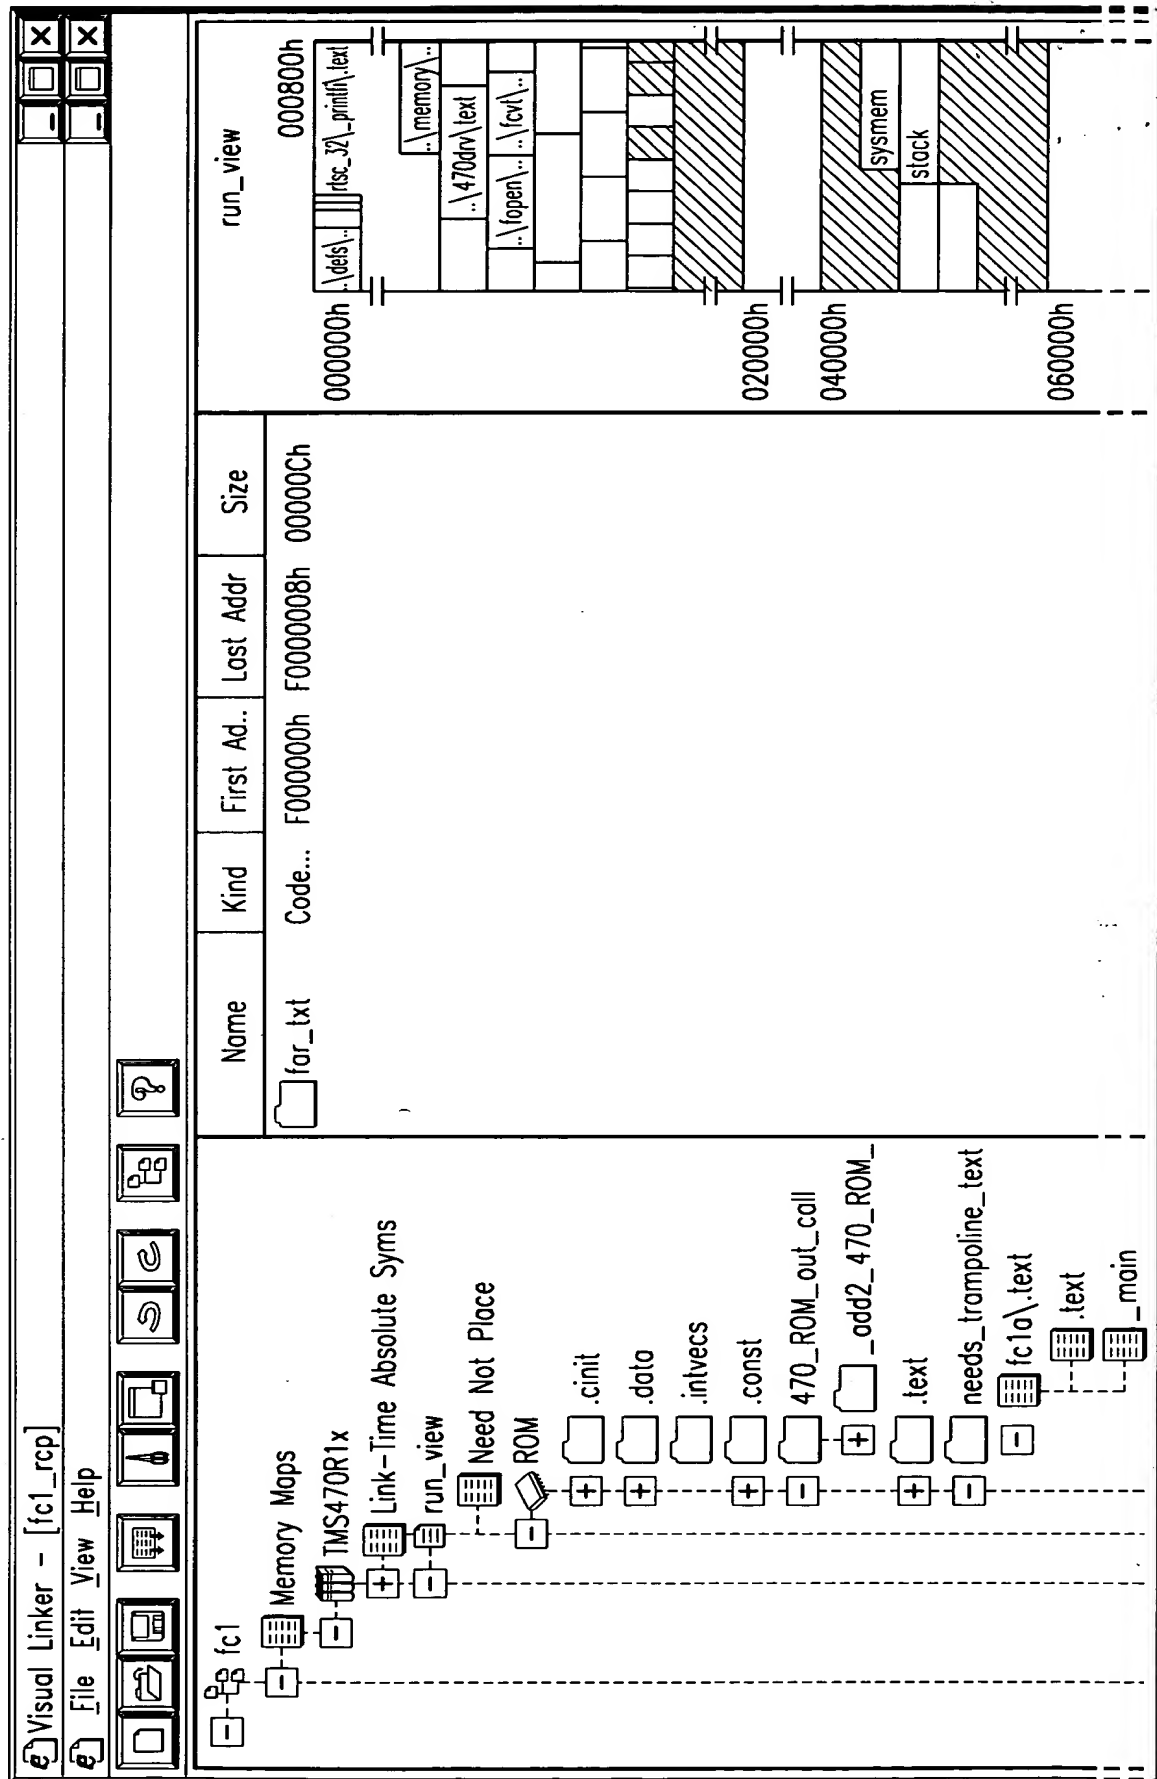 Visual Linker - [fc1_rcp]
File Edit View Help
fc1
Memory Maps
TMS470R1x
Link-Time Absolute Syms
run_view
Need Not Place
ROM
.cinit
.data
.intvecs
.const
470_ROM_out_call
_add2_470_ROM_
.text
needs_trampoline_text
fc1a\.text
.text
_main
Name Kind First Ad.. Last Addr Size
far_txt Code... F000000h F000008h 00000Ch
run_view
000000h 000800h
..\defs\.. rtsc_32\_printfi\.text
..\memory\..
..\470drv\text
..\fopen\.. ..\fcvt\..
020000h
040000h
sysmem
stack
060000h